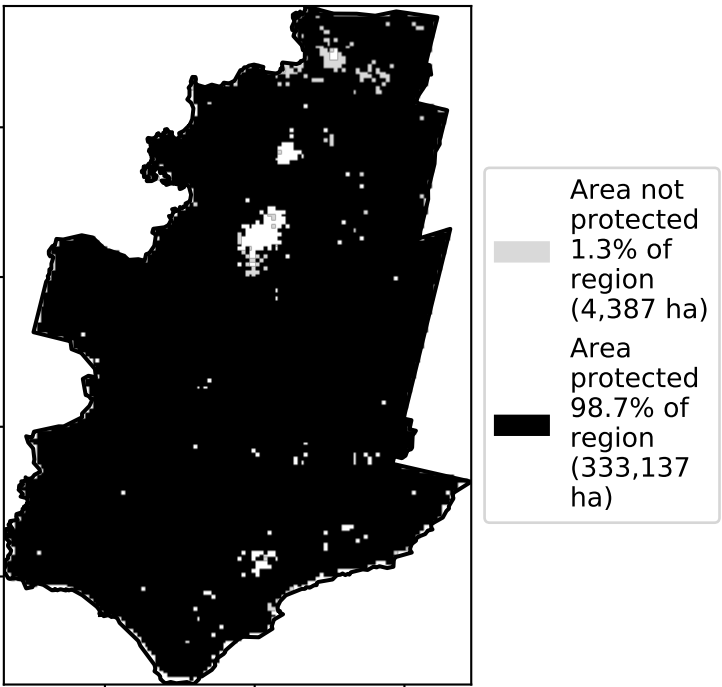 Area not
protected
1.3% of
region
(4,387 ha)
Area
protected
98.7% of
region
(333,137
ha)